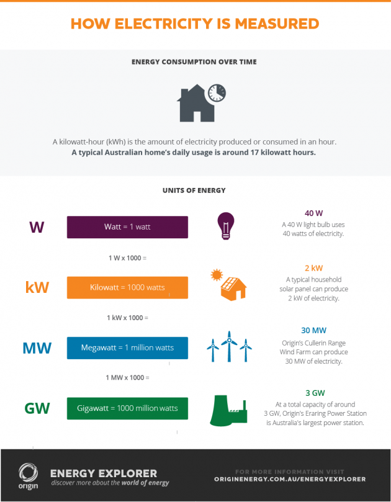 HOW ELECTRICITY IS MEASURED
ENERGY CONSUMPTION OVER TIME
A kilowatt-hour (kWh) is the amount of electricity produced or consumed in an hour.
A typical Australian home's daily usage is around 17 kilowatt hours.
UNITS OF ENERGY
W
Watt = 1 watt
40 W
A 40 W light bulb uses
40 watts of electricity.
1 W x 1000 =
kW
Kilowatt = 1000 watts
2 kW
A typical household
solar panel can produce
2 kW of electricity.
1 kW x 1000 =
MW
Megawatt = 1 million watts
30 MW
Origin's Cullerin Range
Wind Farm can produce
30 MW of electricity.
1 MW x 1000 =
GW
Gigawatt = 1000 million watts
3 GW
At a total capacity of around
3 GW, Origin's Eraring Power Station
is Australia's largest power station.
origin
ENERGY EXPLORER
discover more about the world of energy
FOR MORE INFORMATION VISIT
ORIGINENERGY.COM.AU/ENERGYEXPLORER